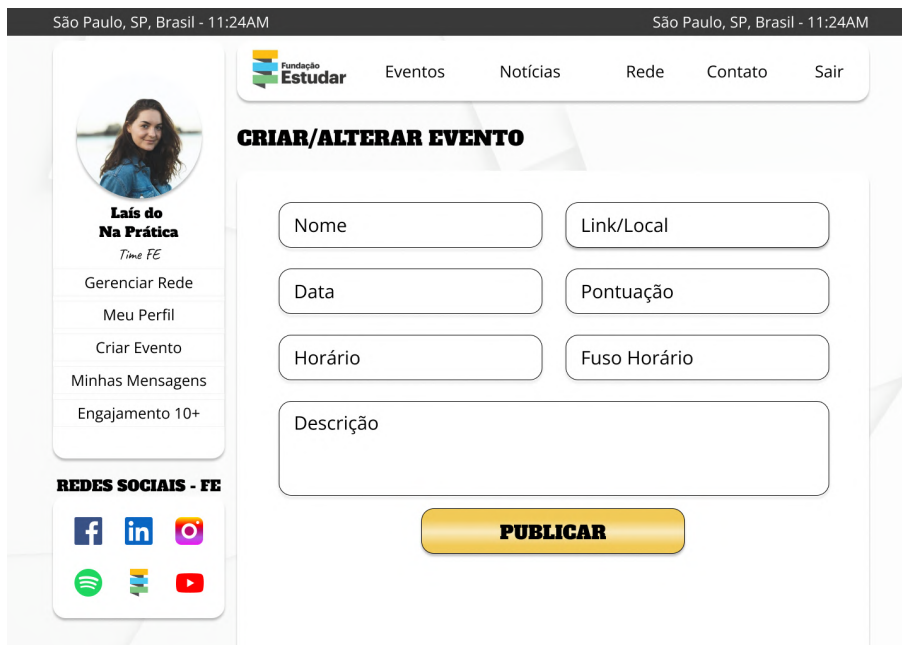 São Paulo, SP, Brasil - 11:24AM
São Paulo, SP, Brasil - 11:24AM
Fundação
Estudar
Eventos
Notícias
Rede
Contato
Sair
Laís do
Na Prática
Time FE
Gerenciar Rede
Meu Perfil
Criar Evento
Minhas Mensagens
Engajamento 10+
REDES SOCIAIS - FE
f
in
CRIAR/ALTERAR EVENTO
Nome
Link/Local
Data
Pontuação
Horário
Fuso Horário
Descrição
PUBLICAR